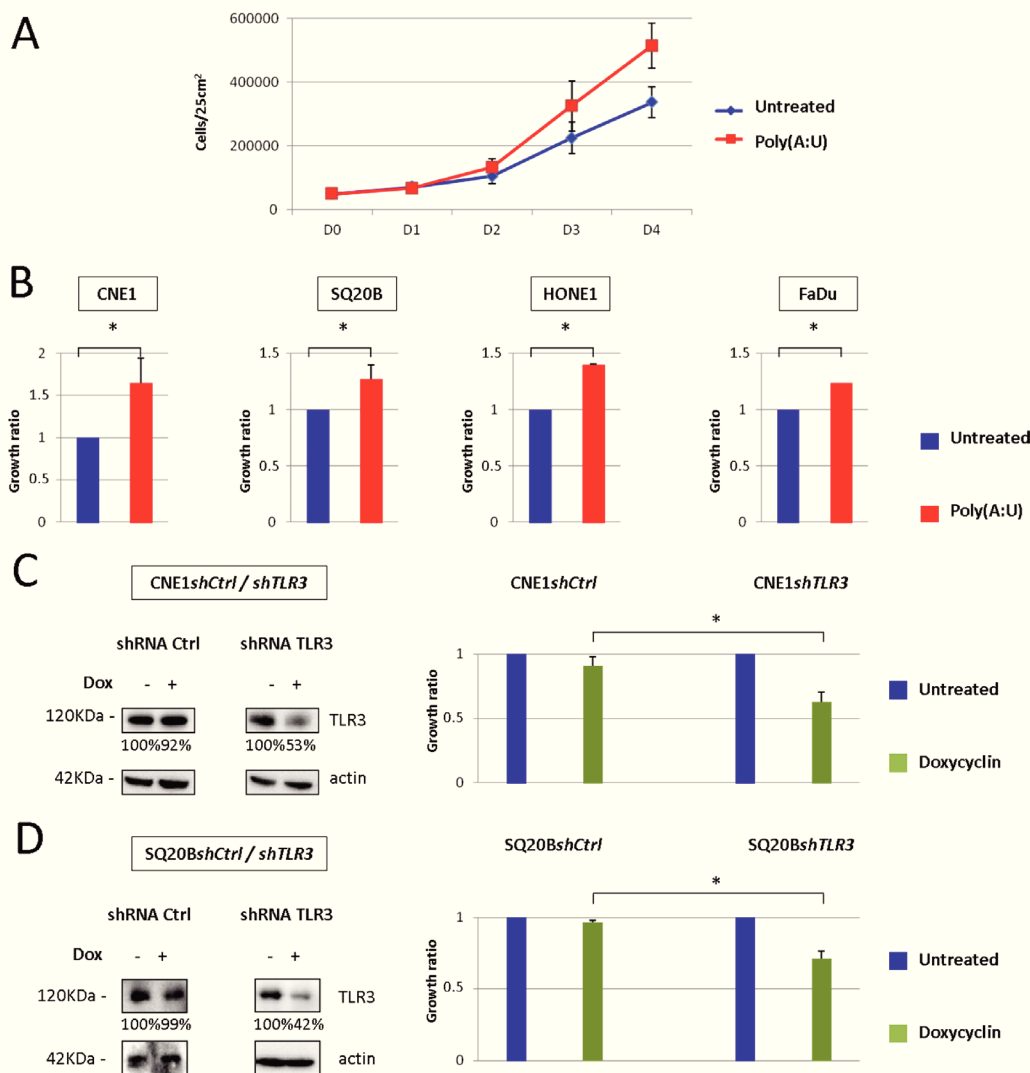 A
600000
400000
200000
0
Cells/25cm²
D0 D1 D2 D3 D4
Untreated
Poly(A:U)
B
CNE1
*
2
1.5
1
0.5
0
Growth ratio
SQ20B
*
1.5
1
0.5
0
Growth ratio
HONE1
*
1.5
1
0.5
0
Growth ratio
FaDu
*
1.5
1
0.5
0
Growth ratio
Untreated
Poly(A:U)
C
CNE1shCtrl / shTLR3
shRNA Ctrl shRNA TLR3
Dox - + - +
120KDa - TLR3
100%92% 100%53%
42KDa - actin
CNE1shCtrl CNE1shTLR3
*
1
0.5
0
Growth ratio
Untreated
Doxycyclin
D
SQ20BshCtrl / shTLR3
shRNA Ctrl shRNA TLR3
Dox - + - +
120KDa - TLR3
100%99% 100%42%
42KDa - actin
SQ20BshCtrl SQ20BshTLR3
*
1
0.5
0
Growth ratio
Untreated
Doxycyclin